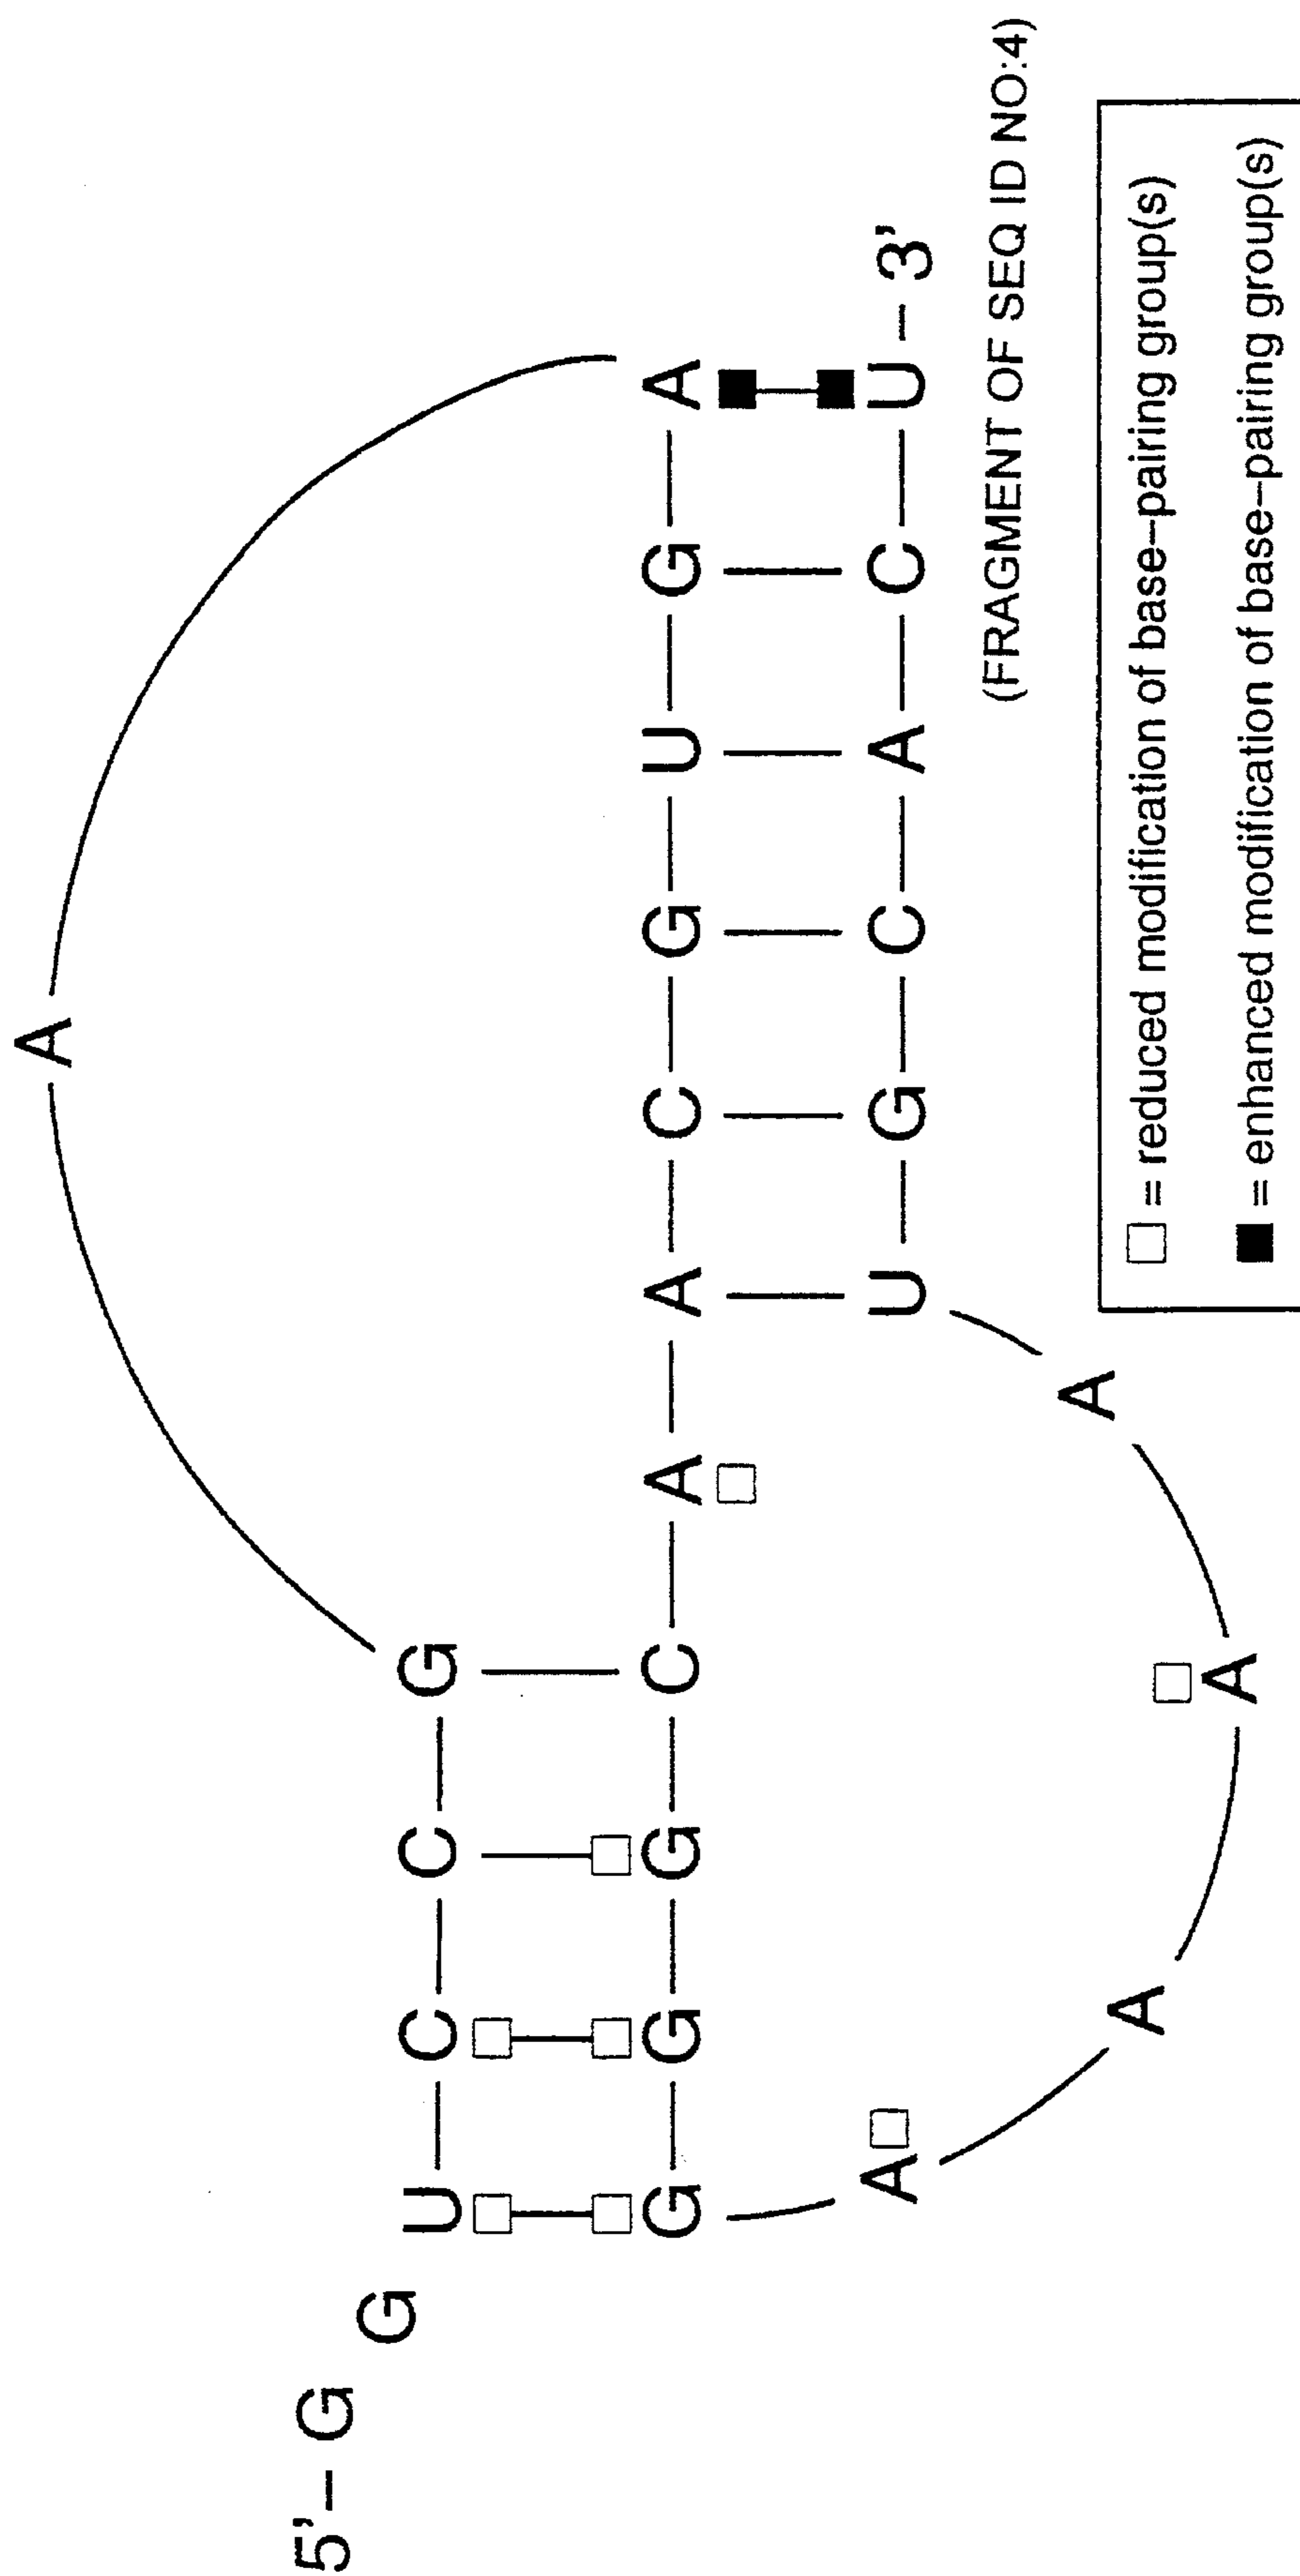 A
5'– G
G
U – C – C – G
G – G – G – C – A – A – C – G – U – G – A
A
U – G – C – A – C – U – 3'
(FRAGMENT OF SEQ ID NO:4)
A
A
A
□ = reduced modification of base–pairing group(s)
■ = enhanced modification of base–pairing group(s)